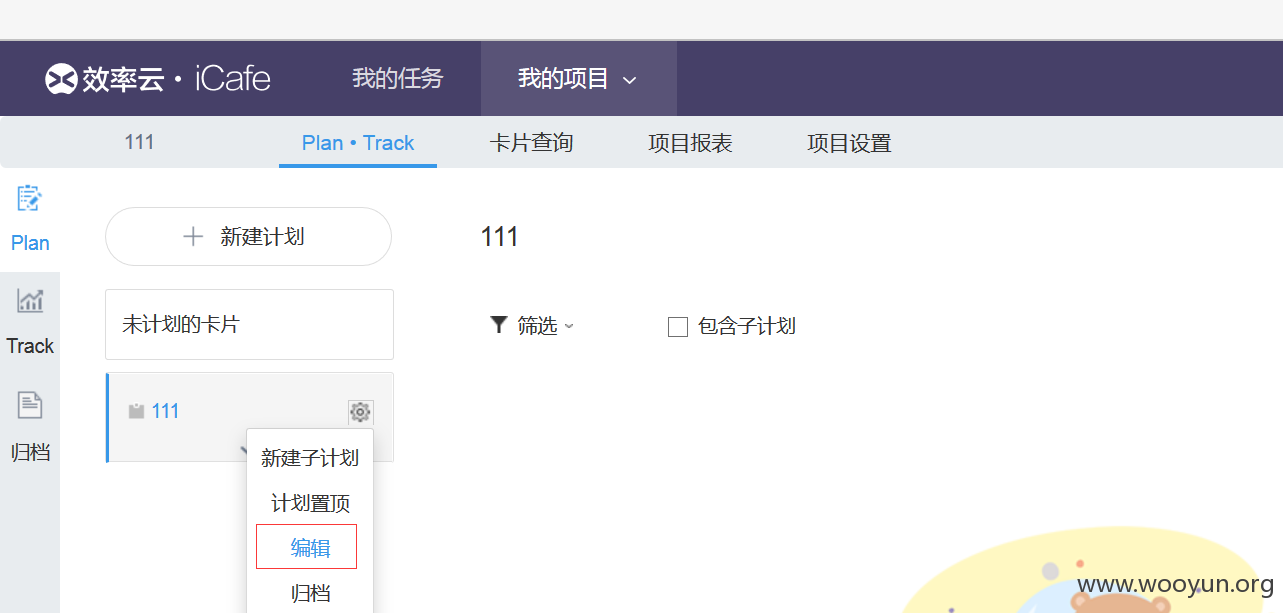 效率云·iCafe 我的任务 我的项目
111 Plan•Track 卡片查询 项目报表 项目设置
Plan
Track
归档
新建计划
未计划的卡片
111
新建子计划
计划置顶
编辑
归档
111
筛选 包含子计划
www.wooyun.org